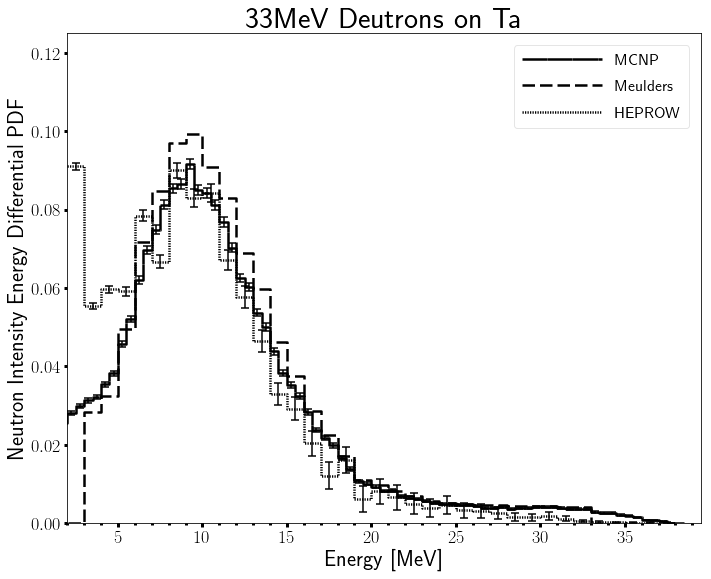 33MeV Deutrons on Ta
Neutron Intensity Energy Differential PDF
0.12
0.10
0.08
0.06
0.04
0.02
0.00
MCNP
Meulders
HEPROW
5 10 15 20 25 30 35
Energy [MeV]